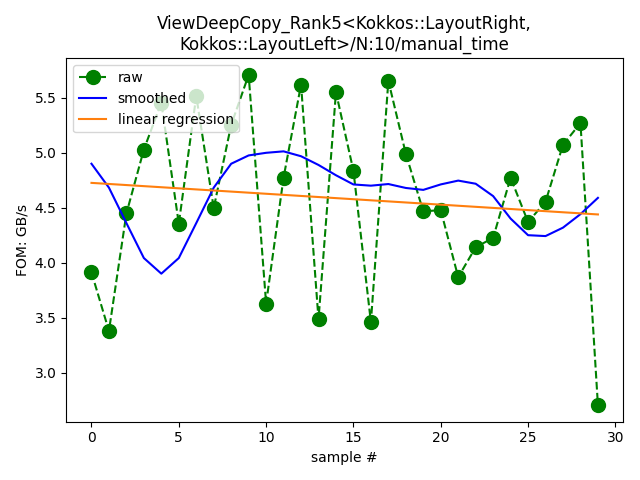 ViewDeepCopy_Rank5<Kokkos::LayoutRight,
Kokkos::LayoutLeft>/N:10/manual_time
raw
smoothed
linear regression
FOM: GB/s
5.5
5.0
4.5
4.0
3.5
3.0
0 5 10 15 20 25 30
sample #